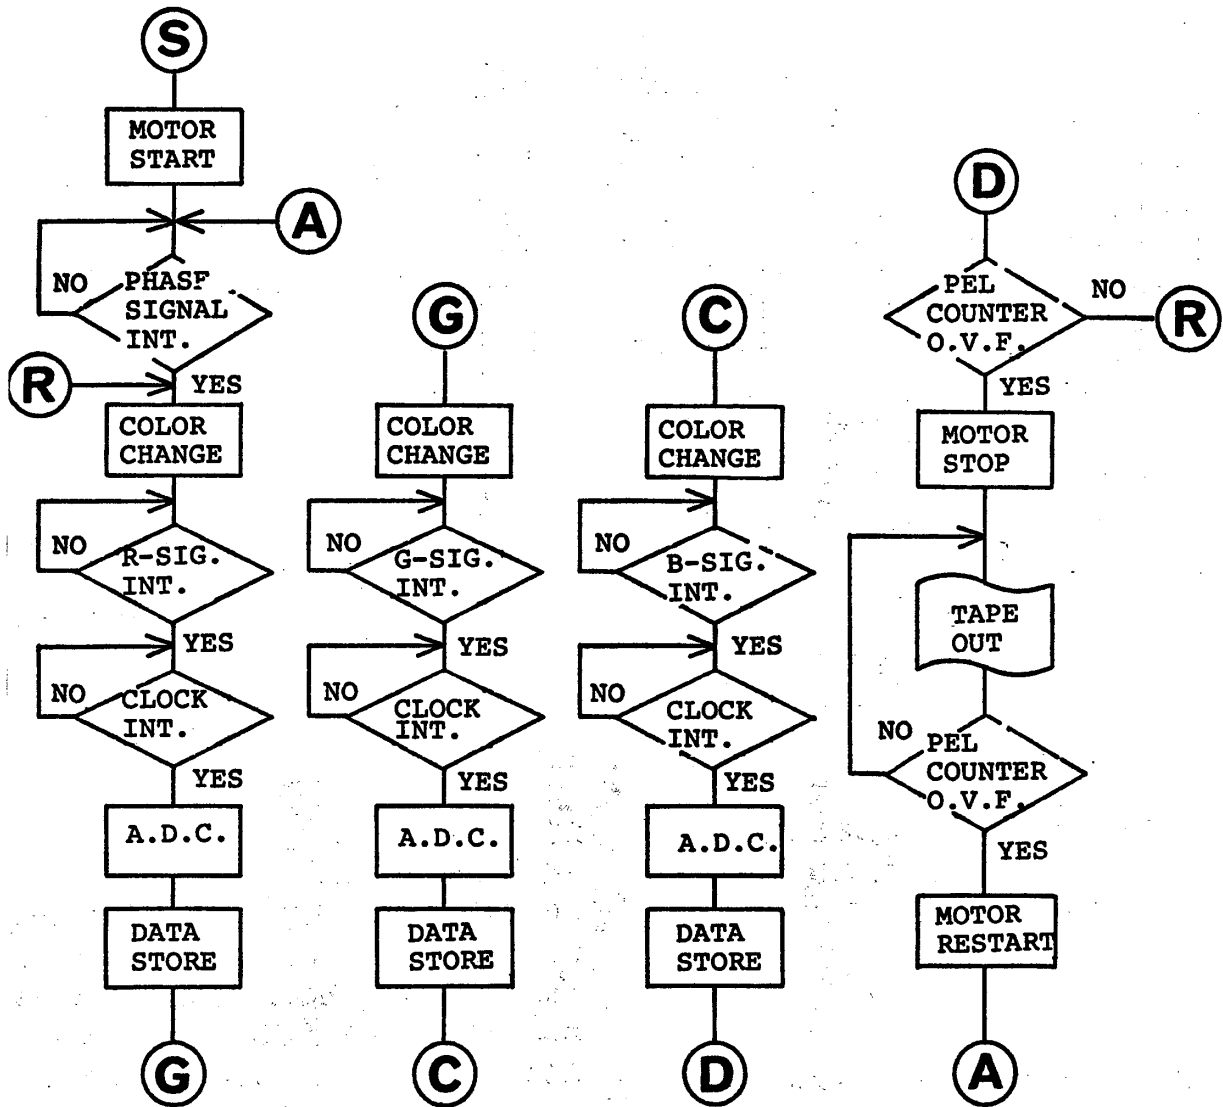 S
MOTOR
START
A
NO
PHASF
SIGNAL
INT.
R
YES
COLOR
CHANGE
NO
R-SIG.
INT.
YES
NO
CLOCK
INT.
YES
A.D.C.
DATA
STORE
G
G
COLOR
CHANGE
NO
G-SIG.
INT.
YES
NO
CLOCK
INT.
YES
A.D.C.
DATA
STORE
C
C
COLOR
CHANGE
NO
B-SIG.
INT.
YES
NO
CLOCK
INT.
YES
A.D.C.
DATA
STORE
D
D
PEL
COUNTER
O.V.F.
NO
R
YES
MOTOR
STOP
TAPE
OUT
NO
PEL
COUNTER
O.V.F.
YES
MOTOR
RESTART
A